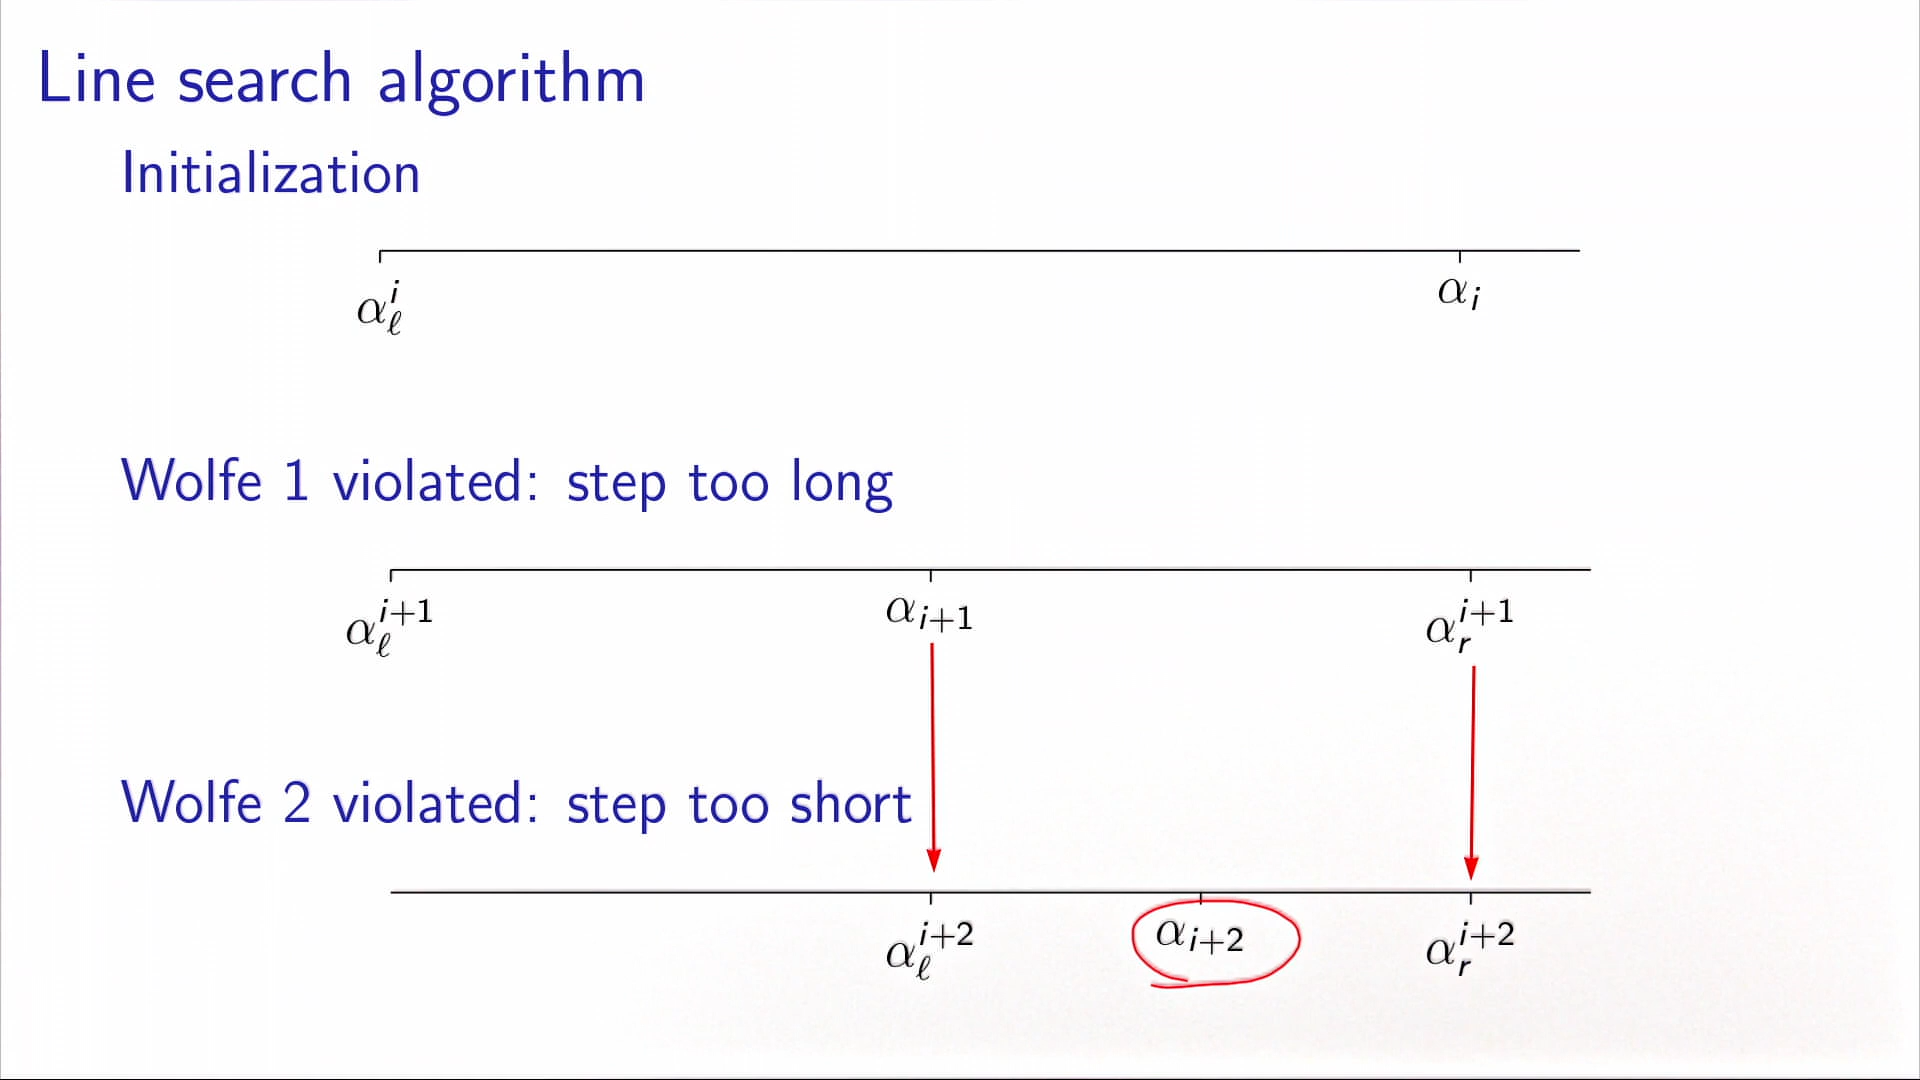 Line search algorithm
Initialization
α_ℓ^i α_i
Wolfe 1 violated: step too long
α_ℓ^{i+1} α_{i+1} α_r^{i+1}
Wolfe 2 violated: step too short
α_ℓ^{i+2} α_{i+2} α_r^{i+2}